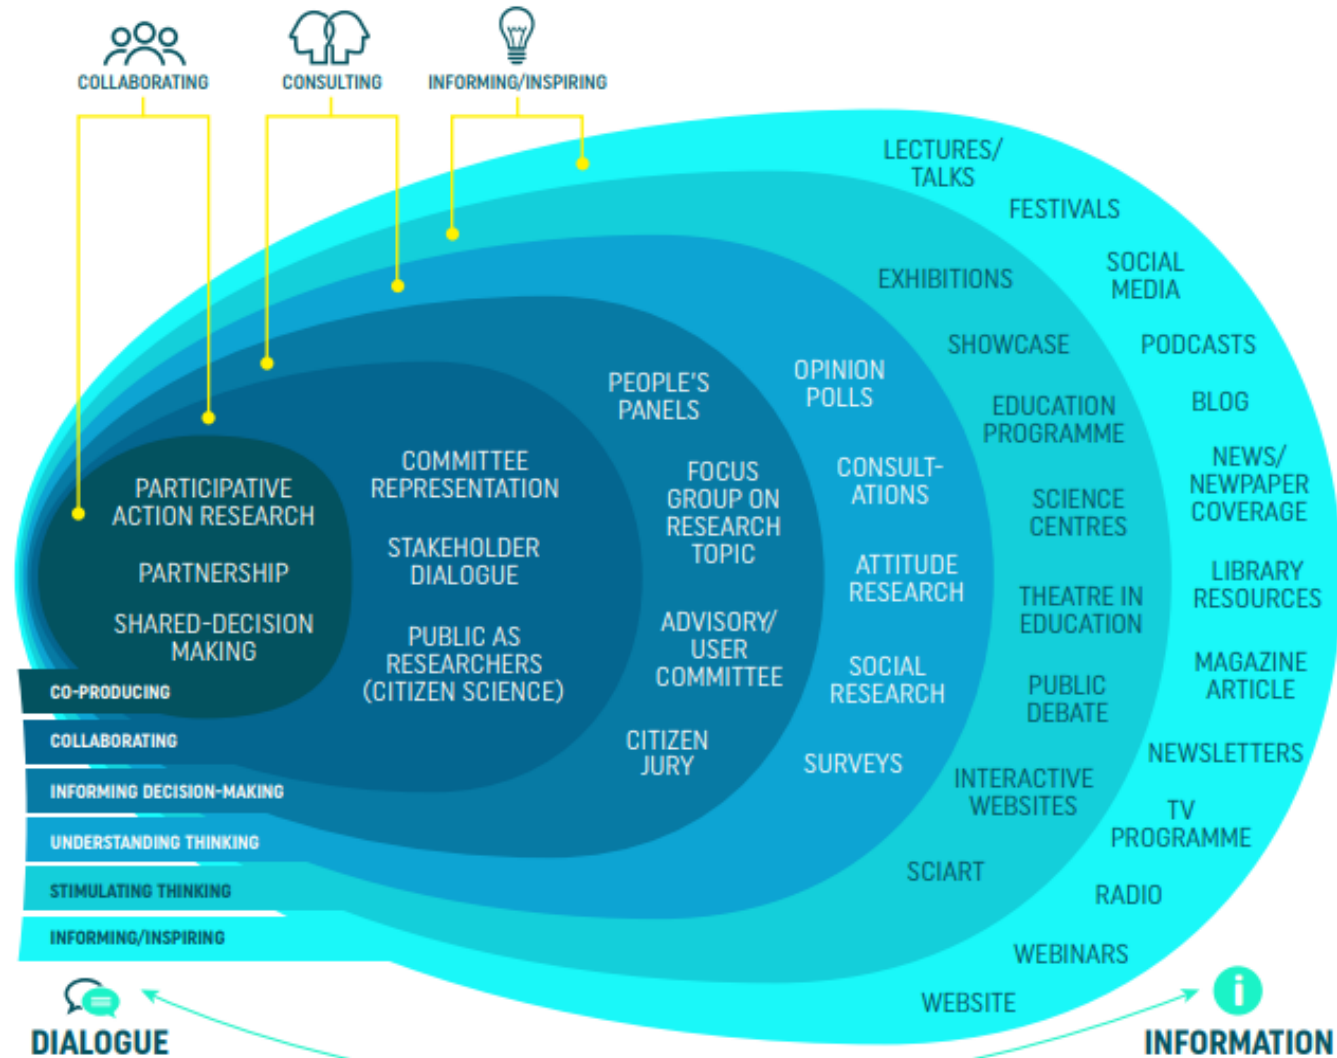 COLLABORATING
CONSULTING
INFORMING/INSPIRING
LECTURES/
TALKS
FESTIVALS
SOCIAL
MEDIA
PODCASTS
BLOG
NEWS/
NEWPAPER
COVERAGE
LIBRARY
RESOURCES
MAGAZINE
ARTICLE
NEWSLETTERS
TV
PROGRAMME
RADIO
WEBINARS
WEBSITE
EXHIBITIONS
SHOWCASE
EDUCATION
PROGRAMME
SCIENCE
CENTRES
THEATRE IN
EDUCATION
PUBLIC
DEBATE
INTERACTIVE
WEBSITES
SCIART
OPINION
POLLS
CONSULT-
ATIONS
ATTITUDE
RESEARCH
SOCIAL
RESEARCH
SURVEYS
PEOPLE'S
PANELS
FOCUS
GROUP ON
RESEARCH
TOPIC
ADVISORY/
USER
COMMITTEE
CITIZEN
JURY
COMMITTEE
REPRESENTATION
STAKEHOLDER
DIALOGUE
PUBLIC AS
RESEARCHERS
(CITIZEN SCIENCE)
PARTICIPATIVE
ACTION RESEARCH
PARTNERSHIP
SHARED-DECISION
MAKING
CO-PRODUCING
COLLABORATING
INFORMING DECISION-MAKING
UNDERSTANDING THINKING
STIMULATING THINKING
INFORMING/INSPIRING
DIALOGUE
i
INFORMATION